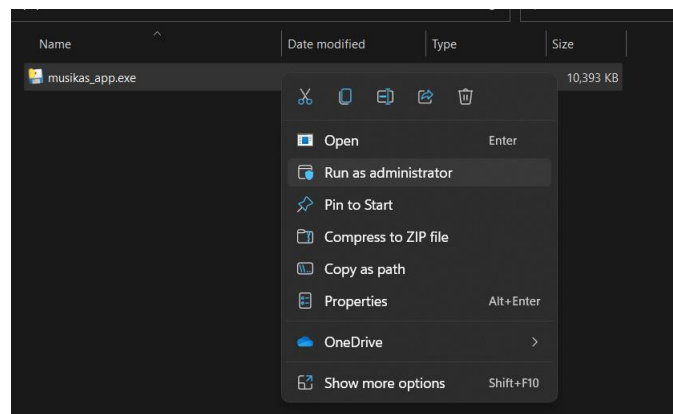 Name Date modified Type Size
musikas_app.exe 10,393 KB
Open Enter
Run as administrator
Pin to Start
Compress to ZIP file
Copy as path
Properties Alt+Enter
OneDrive
Show more options Shift+F10